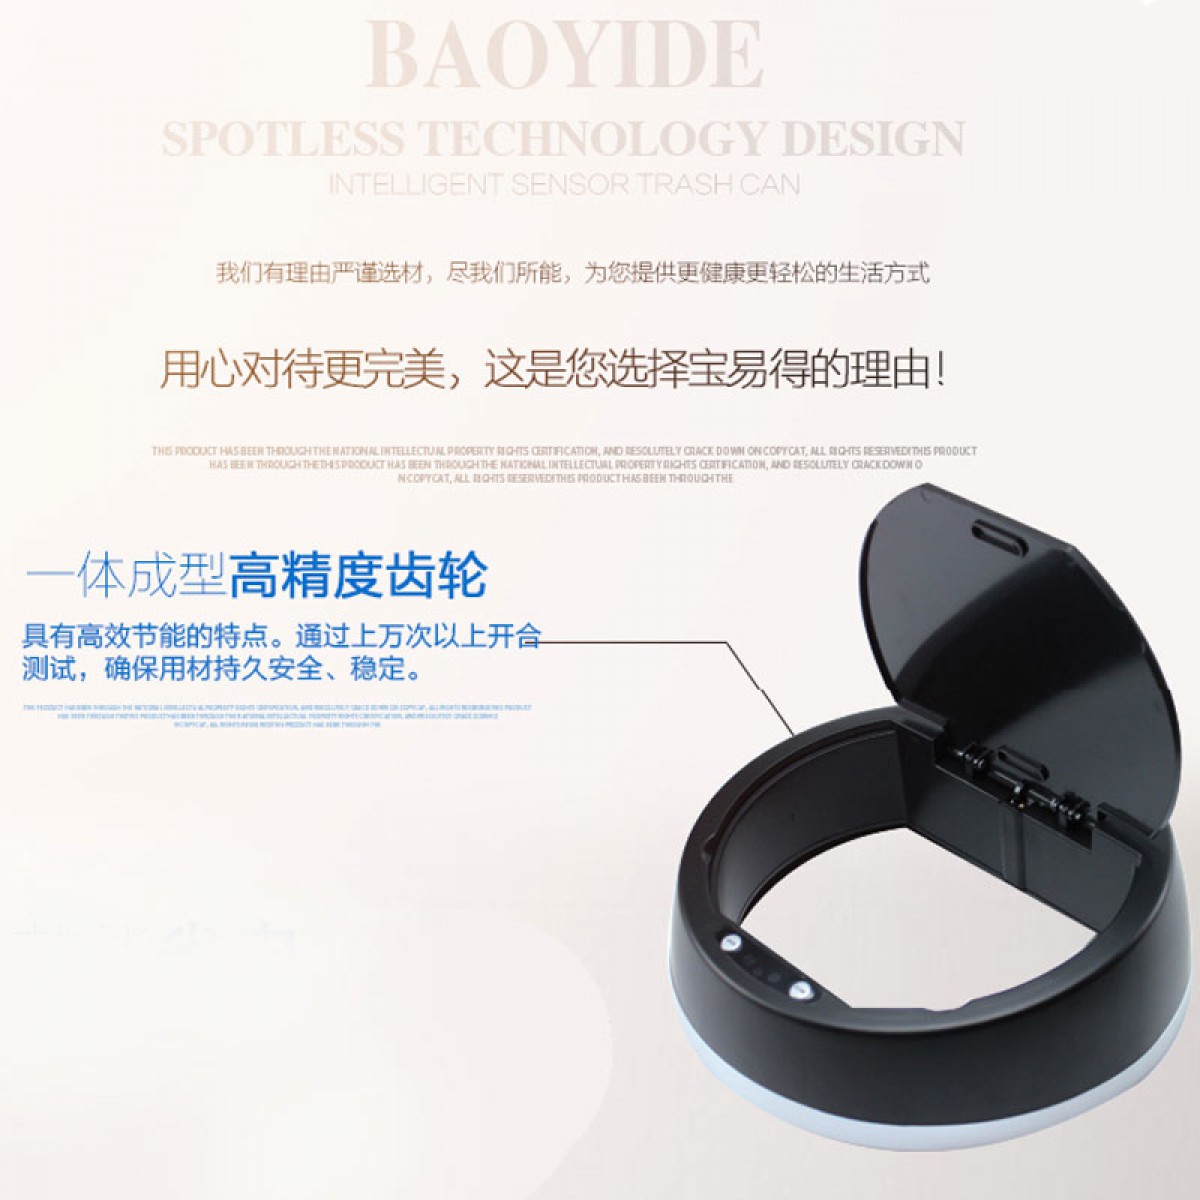 BAOYIDE
SPOTLESS TECHNOLOGY DESIGN
INTELLIGENT SENSOR TRASH CAN
我们有理由严谨选材，尽我们所能，为您提供更健康更轻松的生活方式
用心对待更完美，这是您选择宝易得的理由！
THIS PRODUCT HAS BEEN THROUGH THE NATIONAL INTELLECTUAL PROPERTY RIGHTS CERTIFICATION, AND RESOLUTELY CRACK DOWN ON COPYCAT, ALL RIGHTS RESERVED!THIS PRODUCT
HAS BEEN THROUGH THETHIS PRODUCT HAS BEEN THROUGH THE NATIONAL INTELLECTUAL PROPERTY RIGHTS CERTIFICATION, AND RESOLUTELY CRACK DOWN O
N COPYCAT, ALL RIGHTS RESERVED!THIS PRODUCT HAS BEEN THROUGH THE
一体成型高精度齿轮
具有高效节能的特点。通过上万次以上开合
测试，确保用材持久安全、稳定。